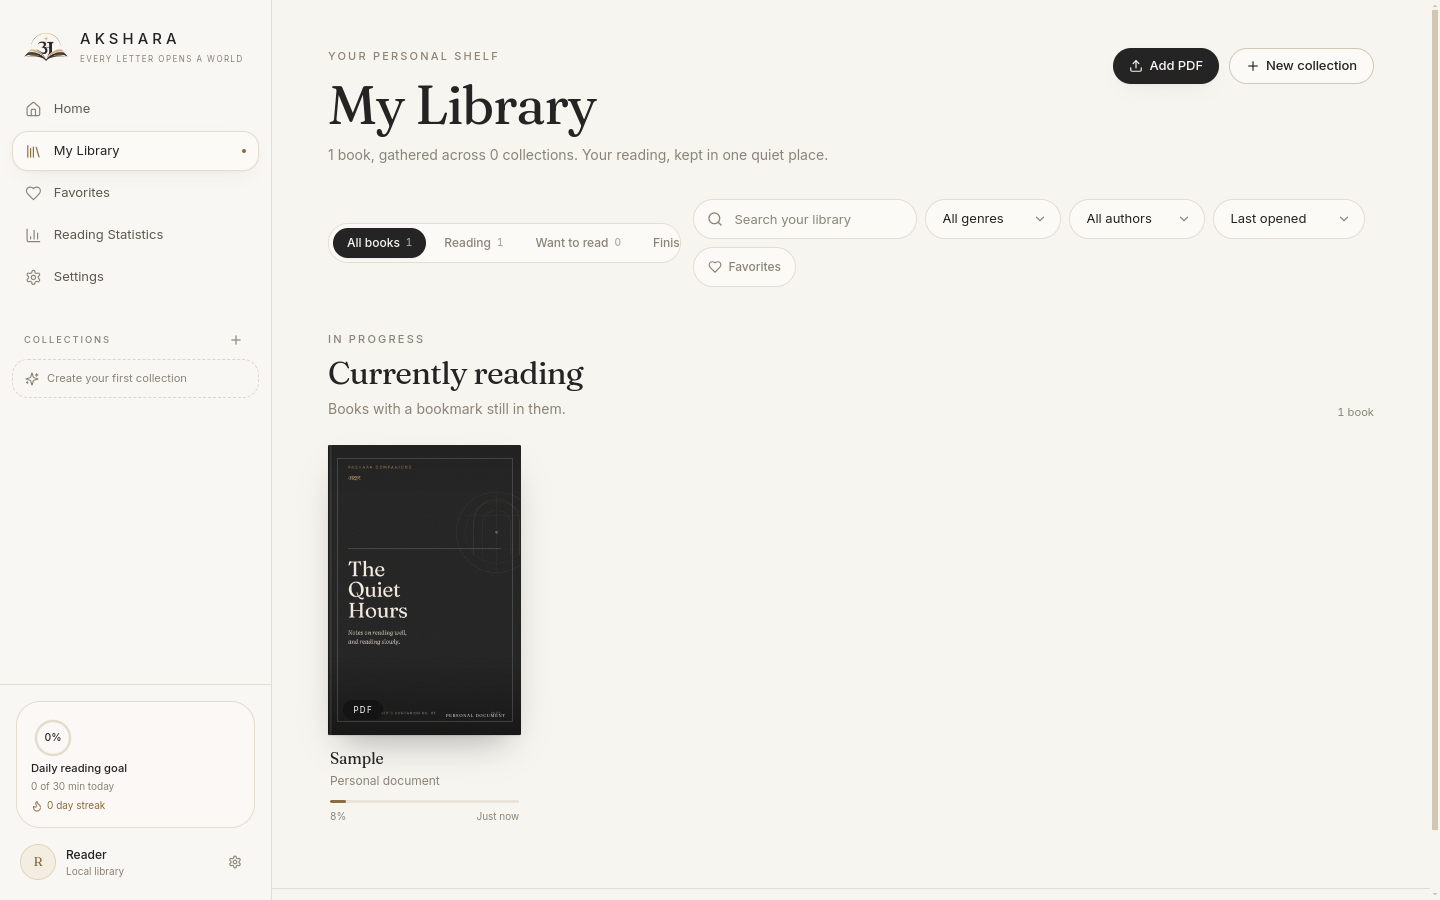 AKSHARA
EVERY LETTER OPENS A WORLD
Home
My Library
Favorites
Reading Statistics
Settings
COLLECTIONS
Create your first collection
0%
Daily reading goal
0 of 30 min today
0 day streak
R
Reader
Local library
YOUR PERSONAL SHELF
My Library
1 book, gathered across 0 collections. Your reading, kept in one quiet place.
Add PDF
New collection
All books 1
Reading 1
Want to read 0
Finis
Search your library
All genres
All authors
Last opened
Favorites
IN PROGRESS
Currently reading
Books with a bookmark still in them.
1 book
The
Quiet
Hours
Notes on reading well,
and reading slowly.
PDF
PERSONAL DOCUMENT
Sample
Personal document
8%
Just now